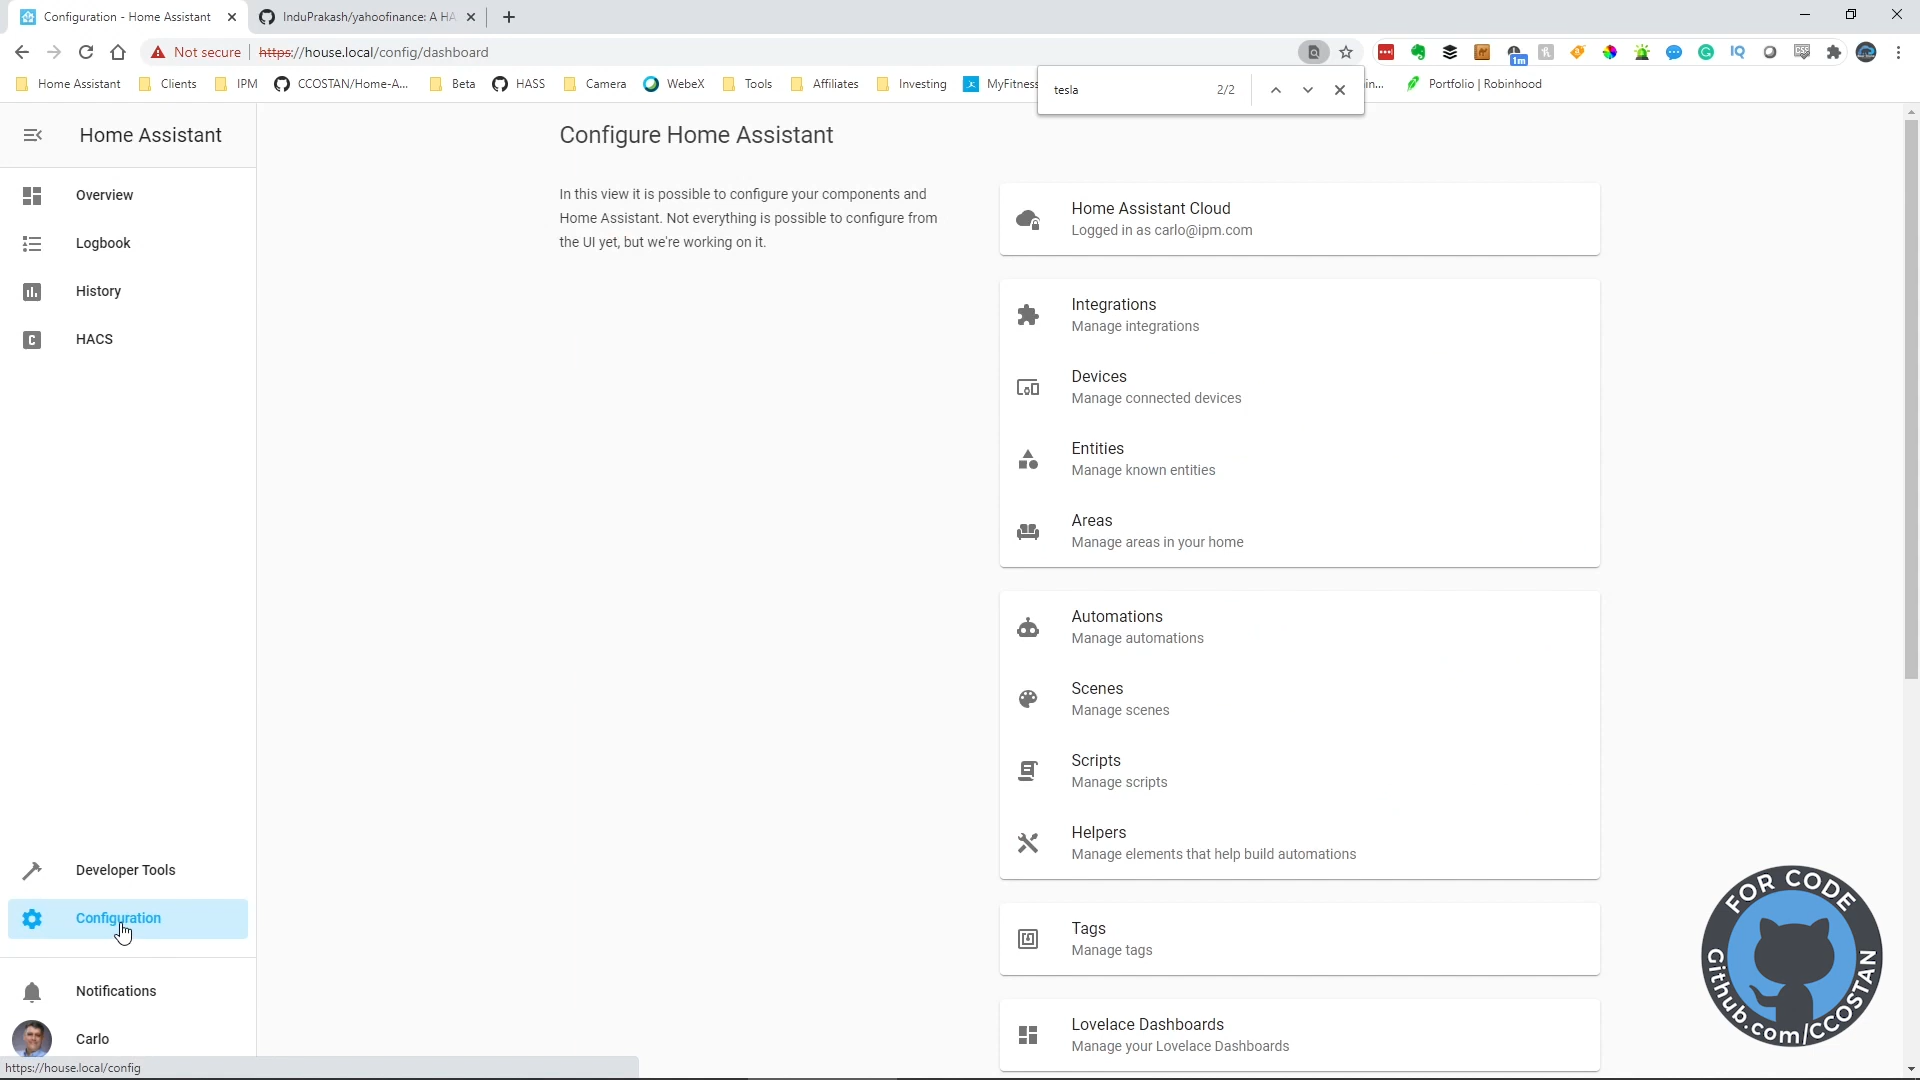 Configuration - Home Assistant
InduPrakash/yahoofinance: A HA
Not secure
https://house.local/config/dashboard
1m
Home Assistant
Clients
IPM
CCOSTAN/Home-A...
Beta
HASS
Camera
WebeX
Tools
Affiliates
Investing
MyFitness
in...
Portfolio | Robinhood
tesla
2/2
Home Assistant
Overview
Logbook
History
HACS
Developer Tools
Configuration
Notifications
Carlo
https://house.local/config
Configure Home Assistant
In this view it is possible to configure your components and
Home Assistant. Not everything is possible to configure from
the UI yet, but we're working on it.
Home Assistant Cloud
Logged in as carlo@ipm.com
Integrations
Manage integrations
Devices
Manage connected devices
Entities
Manage known entities
Areas
Manage areas in your home
Automations
Manage automations
Scenes
Manage scenes
Scripts
Manage scripts
Helpers
Manage elements that help build automations
Tags
Manage tags
Lovelace Dashboards
Manage your Lovelace Dashboards
FOR CODE
Github.com/CCOSTAN